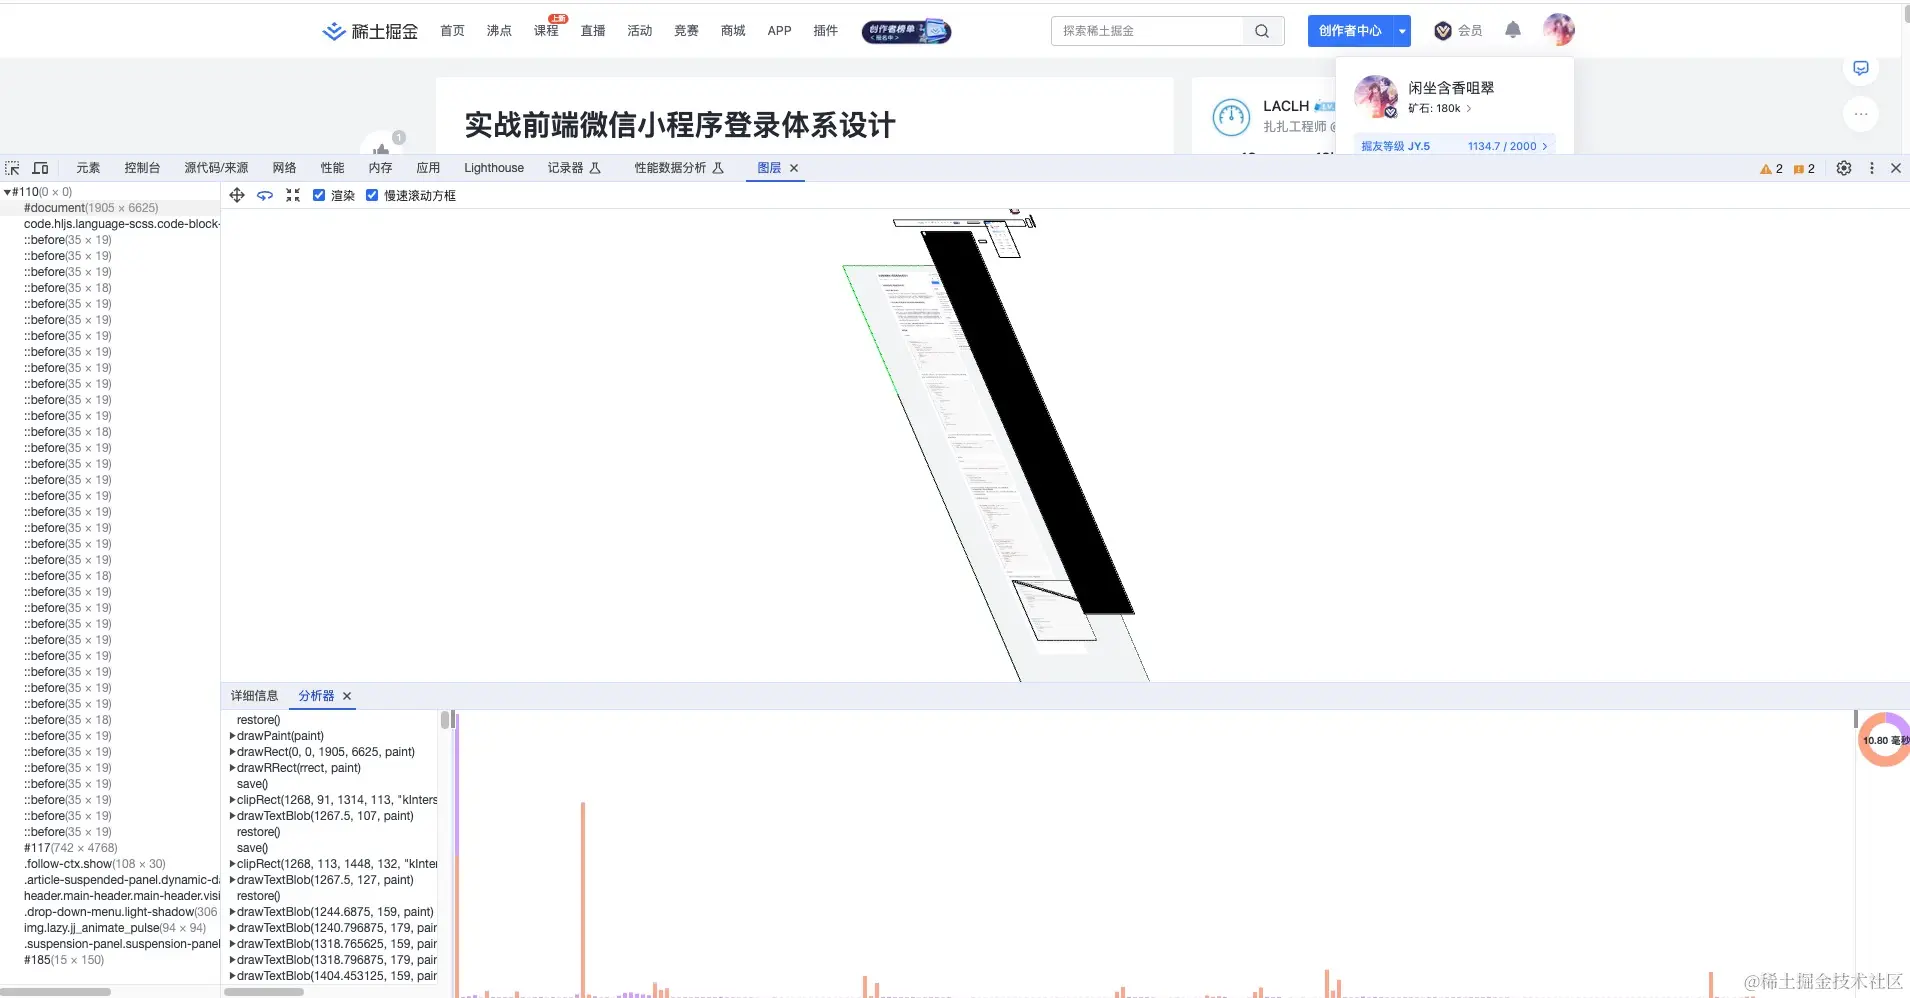 稀土掘金 首页 沸点 课程 上新 直播 活动 竞赛 商城 APP 插件 创作者榜单 探索稀土掘金 创作者中心 会员
实战前端微信小程序登录体系设计
1
LACLH
扎扎工程师
闲坐含香咀翠
矿石: 180k >
掘友等级 JY.5 1134.7 / 2000 >
元素 控制台 源代码/来源 网络 性能 内存 应用 Lighthouse 记录器 性能数据分析 图层 × 2 2
渲染 慢速滚动方框
▼#110(0 × 0)
#document(1905 × 6625)
code.hljs.language-scss.code-block-
::before(35 × 19)
::before(35 × 19)
::before(35 × 19)
::before(35 × 18)
::before(35 × 19)
::before(35 × 19)
::before(35 × 19)
::before(35 × 19)
::before(35 × 19)
::before(35 × 19)
::before(35 × 19)
::before(35 × 19)
::before(35 × 18)
::before(35 × 19)
::before(35 × 19)
::before(35 × 19)
::before(35 × 19)
::before(35 × 19)
::before(35 × 19)
::before(35 × 19)
::before(35 × 19)
::before(35 × 18)
::before(35 × 19)
::before(35 × 19)
::before(35 × 19)
::before(35 × 19)
::before(35 × 19)
::before(35 × 19)
::before(35 × 19)
::before(35 × 19)
::before(35 × 18)
::before(35 × 19)
::before(35 × 19)
::before(35 × 19)
::before(35 × 19)
::before(35 × 19)
::before(35 × 19)
::before(35 × 19)
#117(742 × 4768)
.follow-ctx.show(108 × 30)
.article-suspended-panel.dynamic-da
header.main-header.main-header.visi
.drop-down-menu.light-shadow(306
img.lazy.jj_animate_pulse(94 × 94)
.suspension-panel.suspension-panel
#185(15 × 150)
详细信息 分析器 ×
restore()
drawPaint(paint)
drawRect(0, 0, 1905, 6625, paint)
drawRRect(rrect, paint)
save()
clipRect(1268, 91, 1314, 113, "kInters
drawTextBlob(1267.5, 107, paint)
restore()
save()
clipRect(1268, 113, 1448, 132, "kInter
drawTextBlob(1267.5, 127, paint)
restore()
drawTextBlob(1244.6875, 159, paint)
drawTextBlob(1240.796875, 179, pair
drawTextBlob(1318.765625, 159, pair
drawTextBlob(1318.796875, 179, pair
drawTextBlob(1404.453125, 159, pair
10.80 毫秒
@稀土掘金技术社区